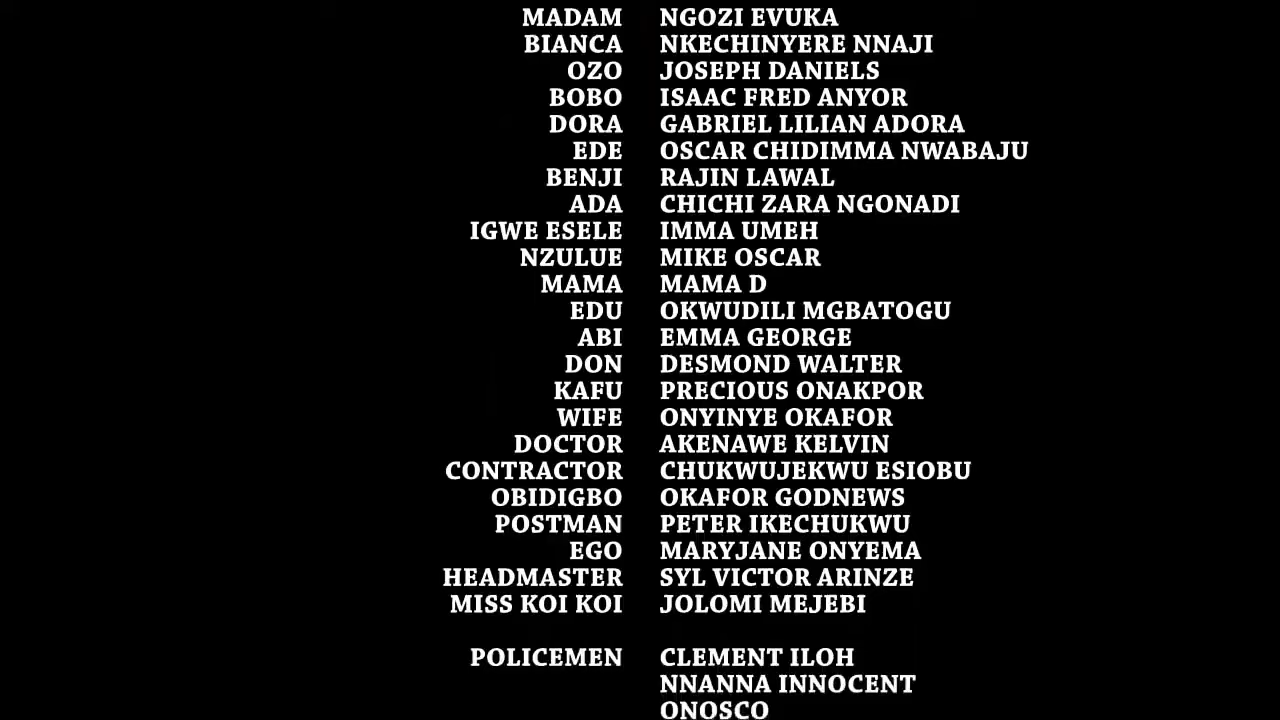 MADAM NGOZI EVUKA
BIANCA NKECHINYERE NNAJI
OZO JOSEPH DANIELS
BOBO ISAAC FRED ANYOR
DORA GABRIEL LILIAN ADORA
EDE OSCAR CHIDIMMA NWABAJU
BENJI RAJIN LAWAL
ADA CHICHI ZARA NGONADI
IGWE ESELE IMMA UMEH
NZULUE MIKE OSCAR
MAMA MAMA D
EDU OKWUDILI MGBATOGU
ABI EMMA GEORGE
DON DESMOND WALTER
KAFU PRECIOUS ONAKPOR
WIFE ONYINYE OKAFOR
DOCTOR AKENAWE KELVIN
CONTRACTOR CHUKWUJEKWU ESIOBU
OBIDIGBO OKAFOR GODNEWS
POSTMAN PETER IKECHUKWU
EGO MARYJANE ONYEMA
HEADMASTER SYL VICTOR ARINZE
MISS KOI KOI JOLOMI MEJEBI
POLICEMEN CLEMENT ILOH
NNANNA INNOCENT
ONOSCO